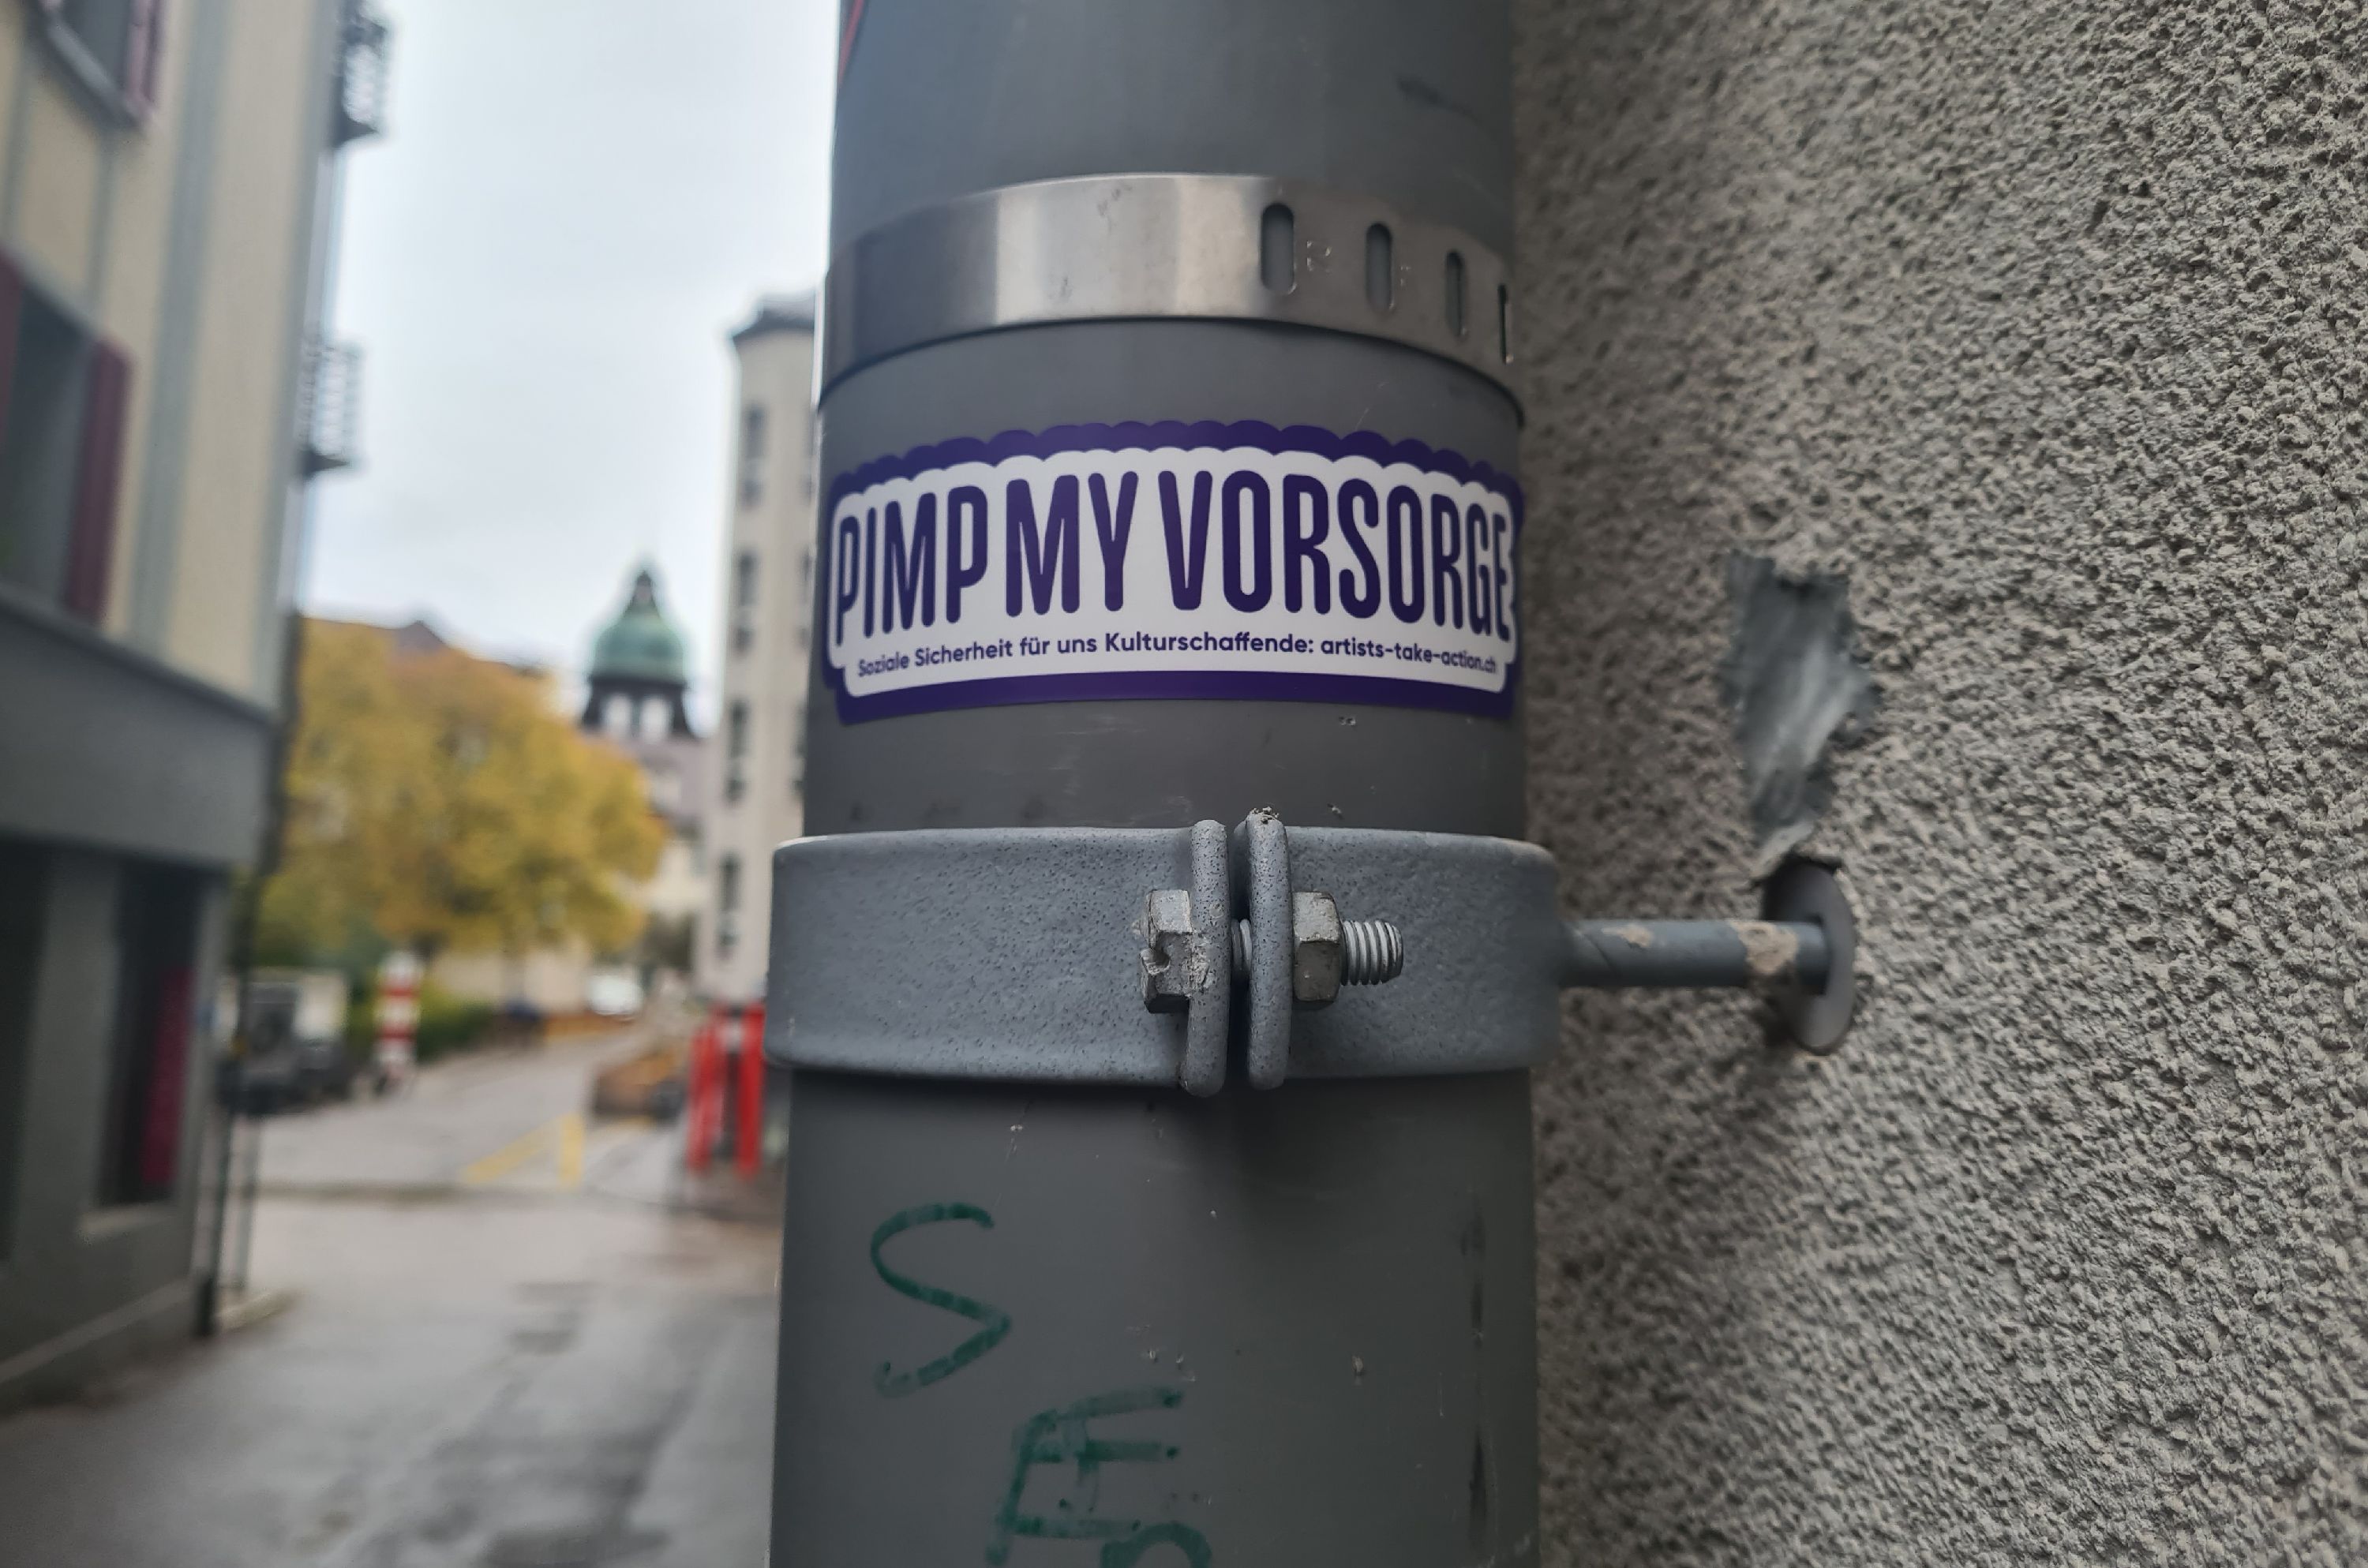 PIMP MY VORSORGE
Soziale Sicherheit für uns Kulturschaffende: artists-take-action.ch
S